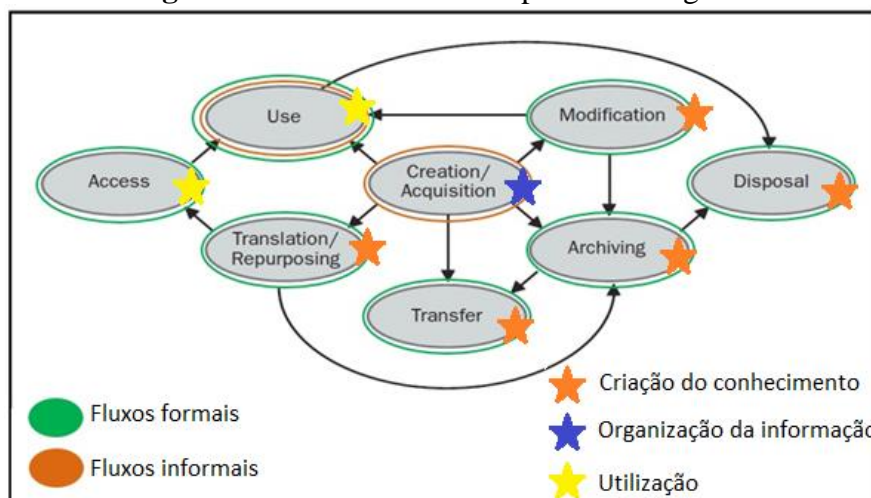 Use
Modification
Access
Creation/
Acquisition
Disposal
Translation/
Repurposing
Archiving
Transfer
Fluxos formais
Fluxos informais
Criação do conhecimento
Organização da informação
Utilização